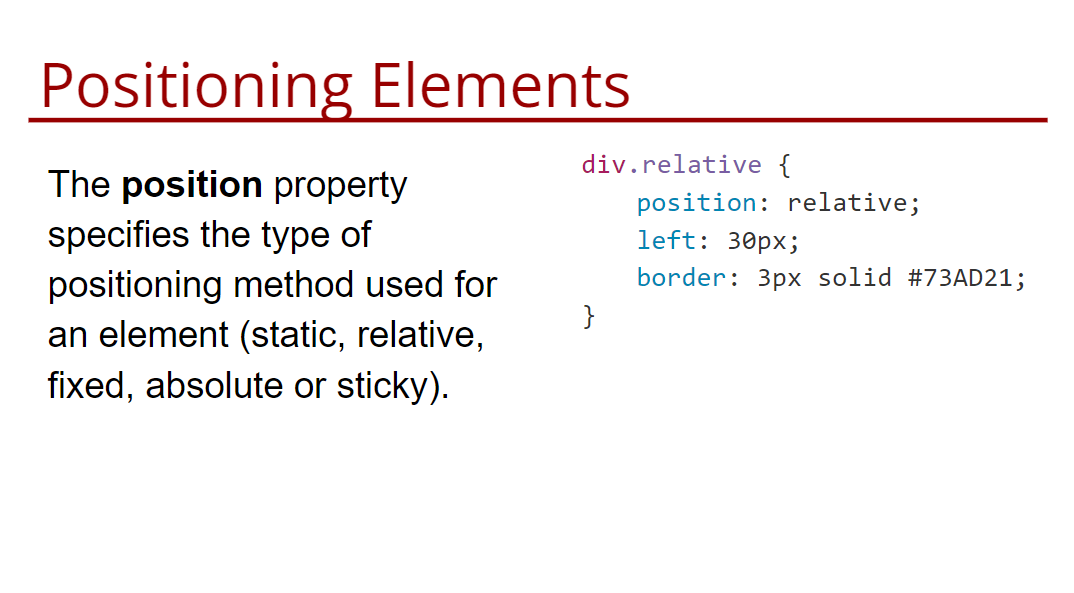 Positioning Elements
The position property
specifies the type of
positioning method used for
an element (static, relative,
fixed, absolute or sticky).
div.relative {
position: relative;
left: 30px;
border: 3px solid #73AD21;
}